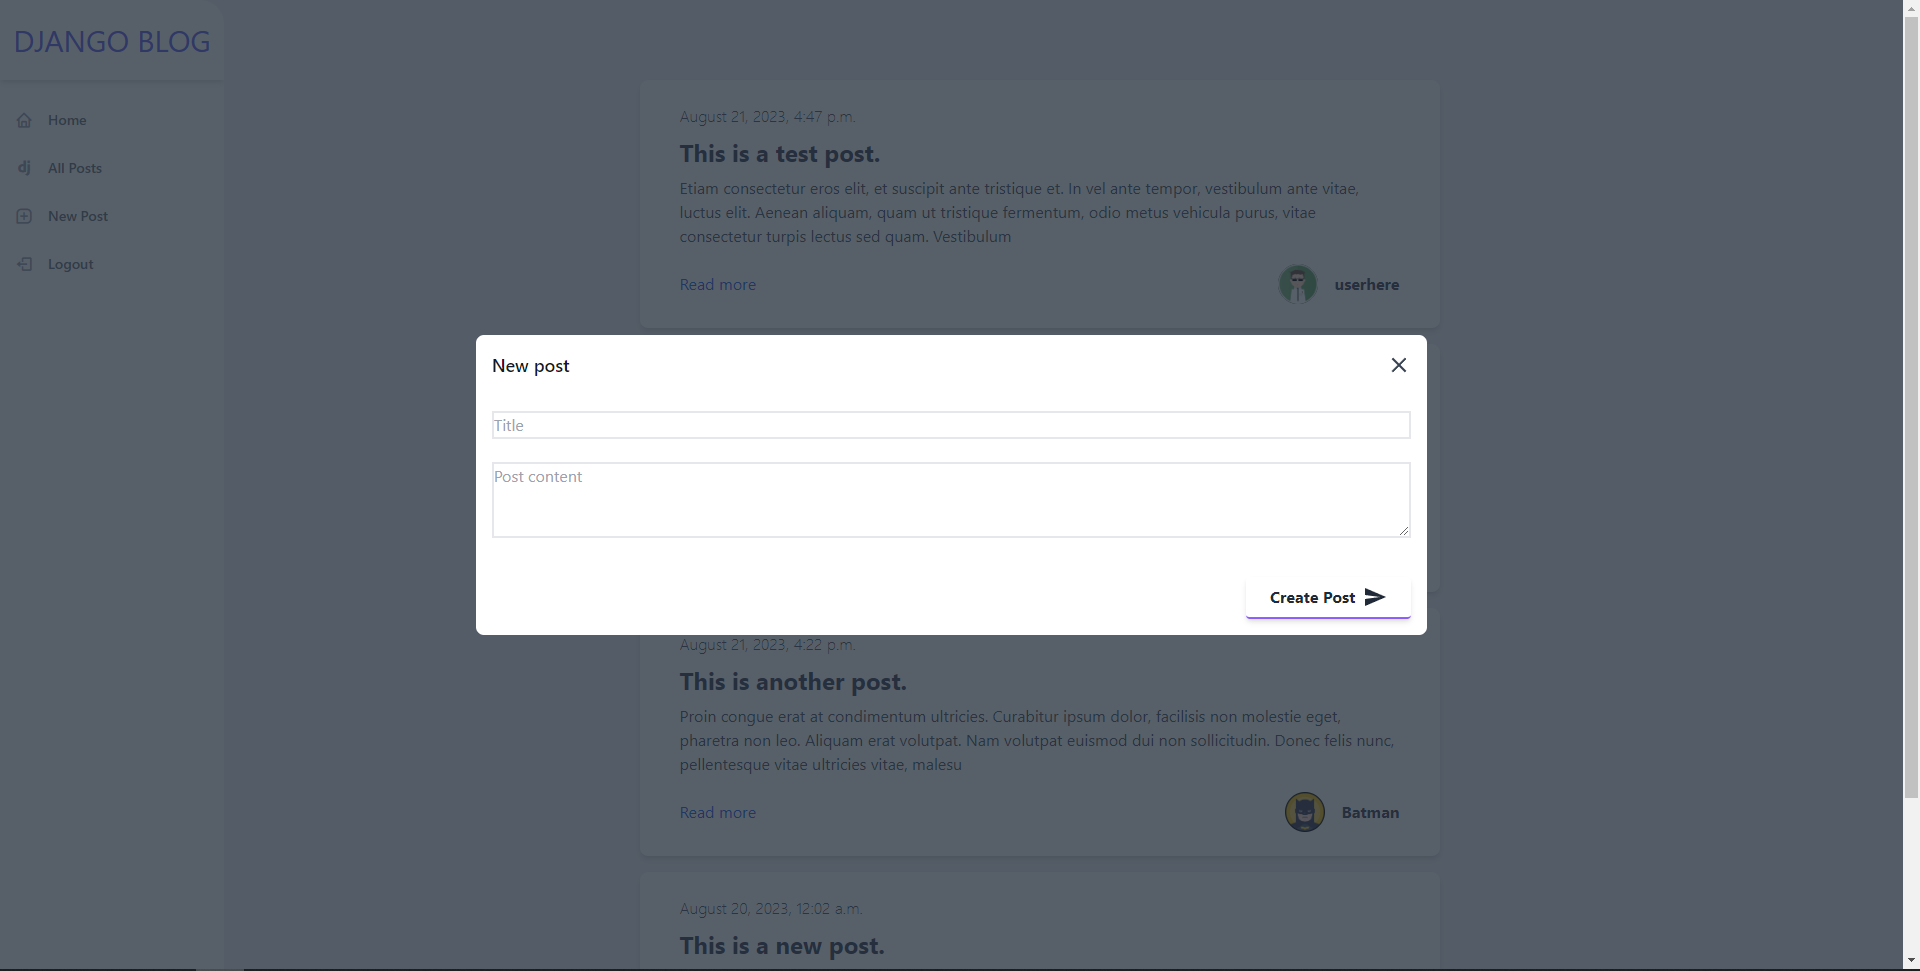 DJANGO BLOG
Home
All Posts
New Post
Logout
August 21, 2023, 4:47 p.m.
This is a test post.
Etiam consectetur eros elit, et suscipit ante tristique et. In vel ante tempor, vestibulum ante vitae,
luctus elit. Aenean aliquam, quam ut tristique fermentum, odio metus vehicula purus, vitae
consectetur turpis lectus sed quam. Vestibulum
Read more
userhere
New post
Title
Post content
Create Post
August 21, 2023, 4:22 p.m.
This is another post.
Proin congue erat at condimentum ultricies. Curabitur ipsum dolor, facilisis non molestie eget,
pharetra non leo. Aliquam erat volutpat. Nam volutpat euismod dui non sollicitudin. Donec felis nunc,
pellentesque vitae ultricies vitae, malesu
Read more
Batman
August 20, 2023, 12:02 a.m.
This is a new post.